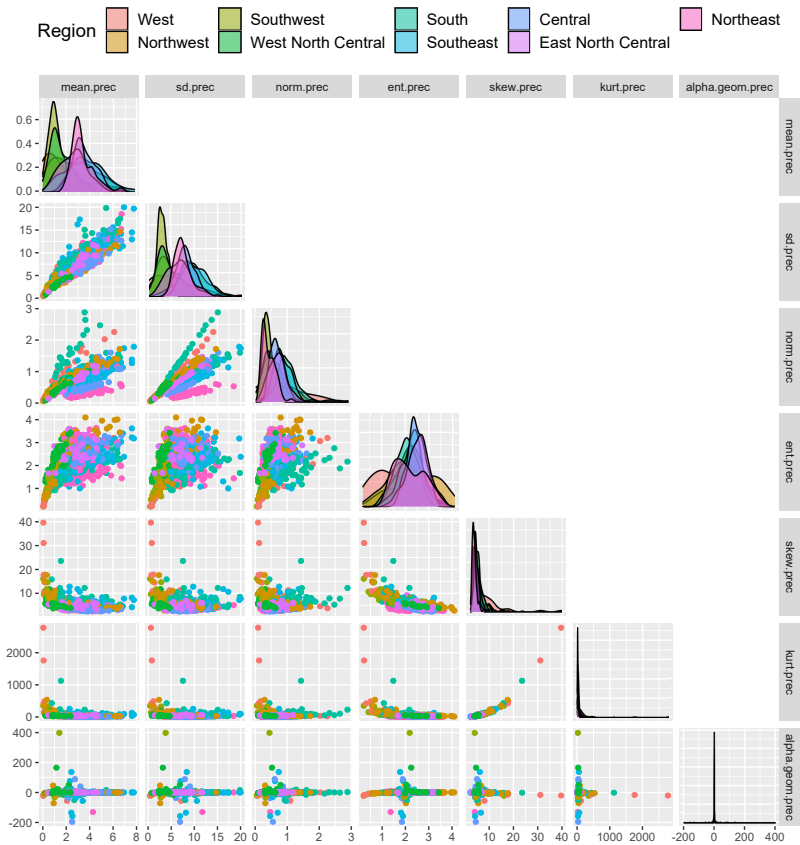 Region West Southwest South Central Northeast
Northwest West North Central Southeast East North Central
mean.prec sd.prec norm.prec ent.prec skew.prec kurt.prec alpha.geom.prec
0.6
0.4
0.2
0.0
mean.prec
20
15
10
5
0
sd.prec
3
2
1
0
norm.prec
4
3
2
1
ent.prec
40
30
20
10
skew.prec
2000
1000
0
kurt.prec
400
200
0
-200
alpha.geom.prec
0 2 4 6 8 0 5 10 15 20 0 1 2 3 1 2 3 4 10 20 30 40 0 1000 2000 -200 0 200 400